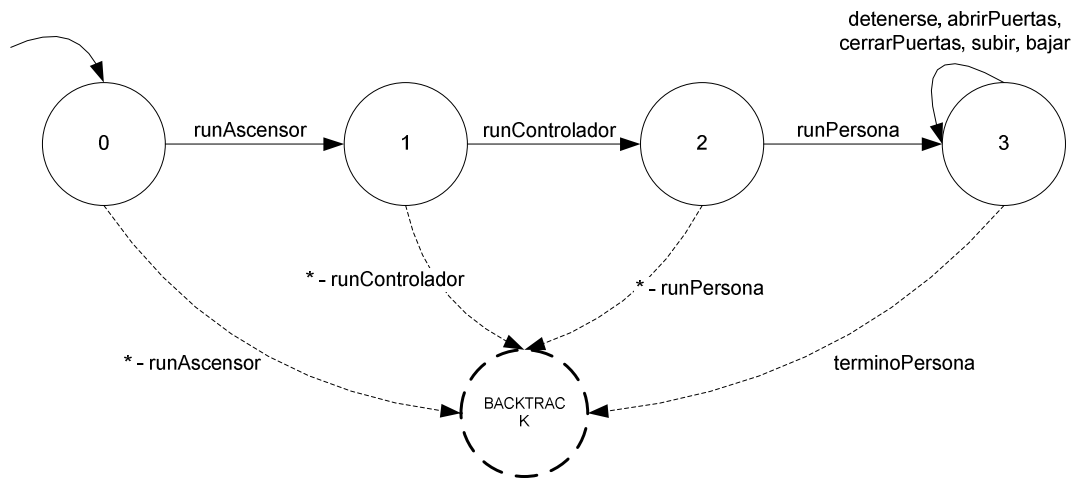 detenerse, abrirPuertas,
cerrarPuertas, subir, bajar
runAscensor
runControlador
runPersona
0
1
2
3
* - runControlador
* - runPersona
* - runAscensor
terminoPersona
BACKTRAC
K